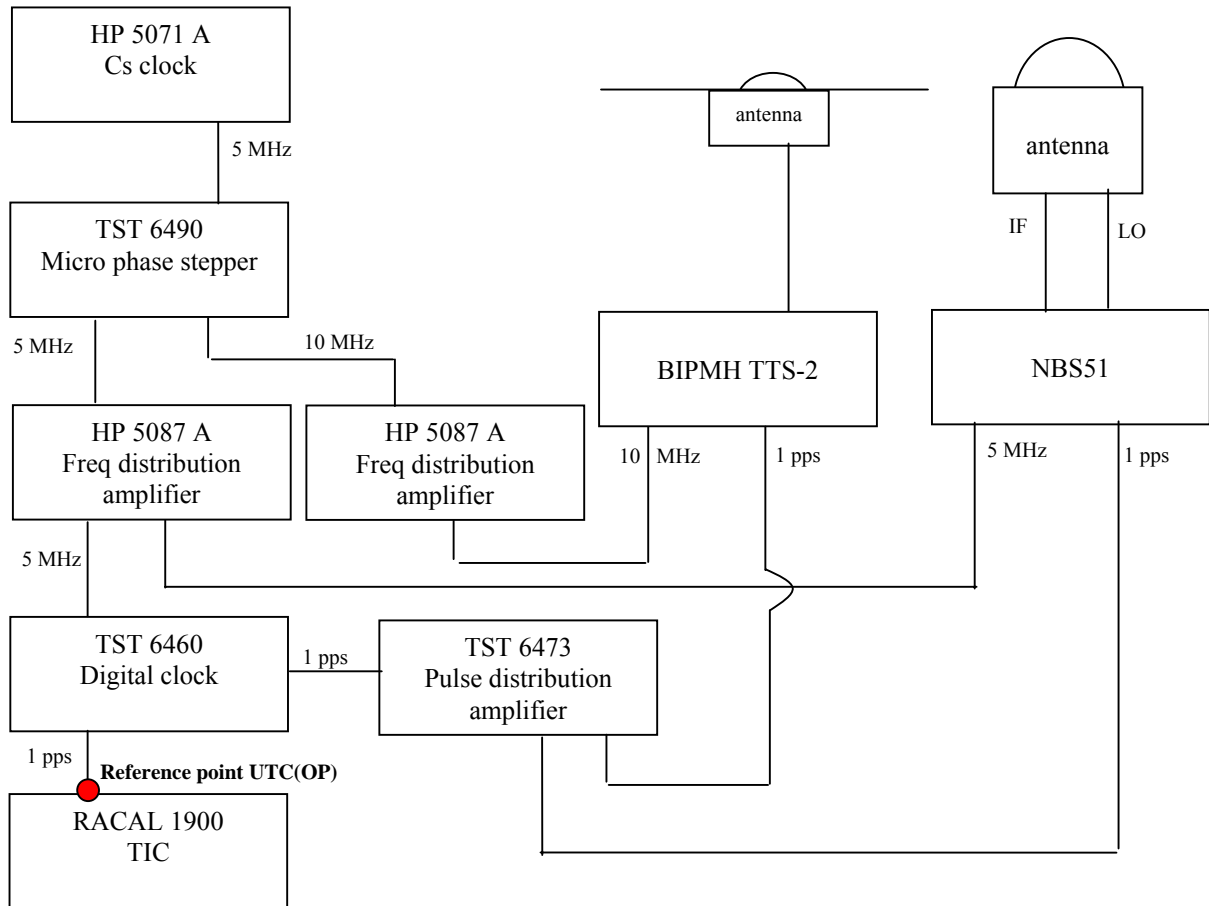 HP 5071 A
Cs clock
antenna
antenna
5 MHz
IF
LO
TST 6490
Micro phase stepper
5 MHz
10 MHz
BIPMH TTS-2
NBS51
HP 5087 A
Freq distribution
amplifier
HP 5087 A
Freq distribution
amplifier
10 MHz
1 pps
5 MHz
1 pps
5 MHz
TST 6460
Digital clock
1 pps
TST 6473
Pulse distribution
amplifier
1 pps
Reference point UTC(OP)
RACAL 1900
TIC